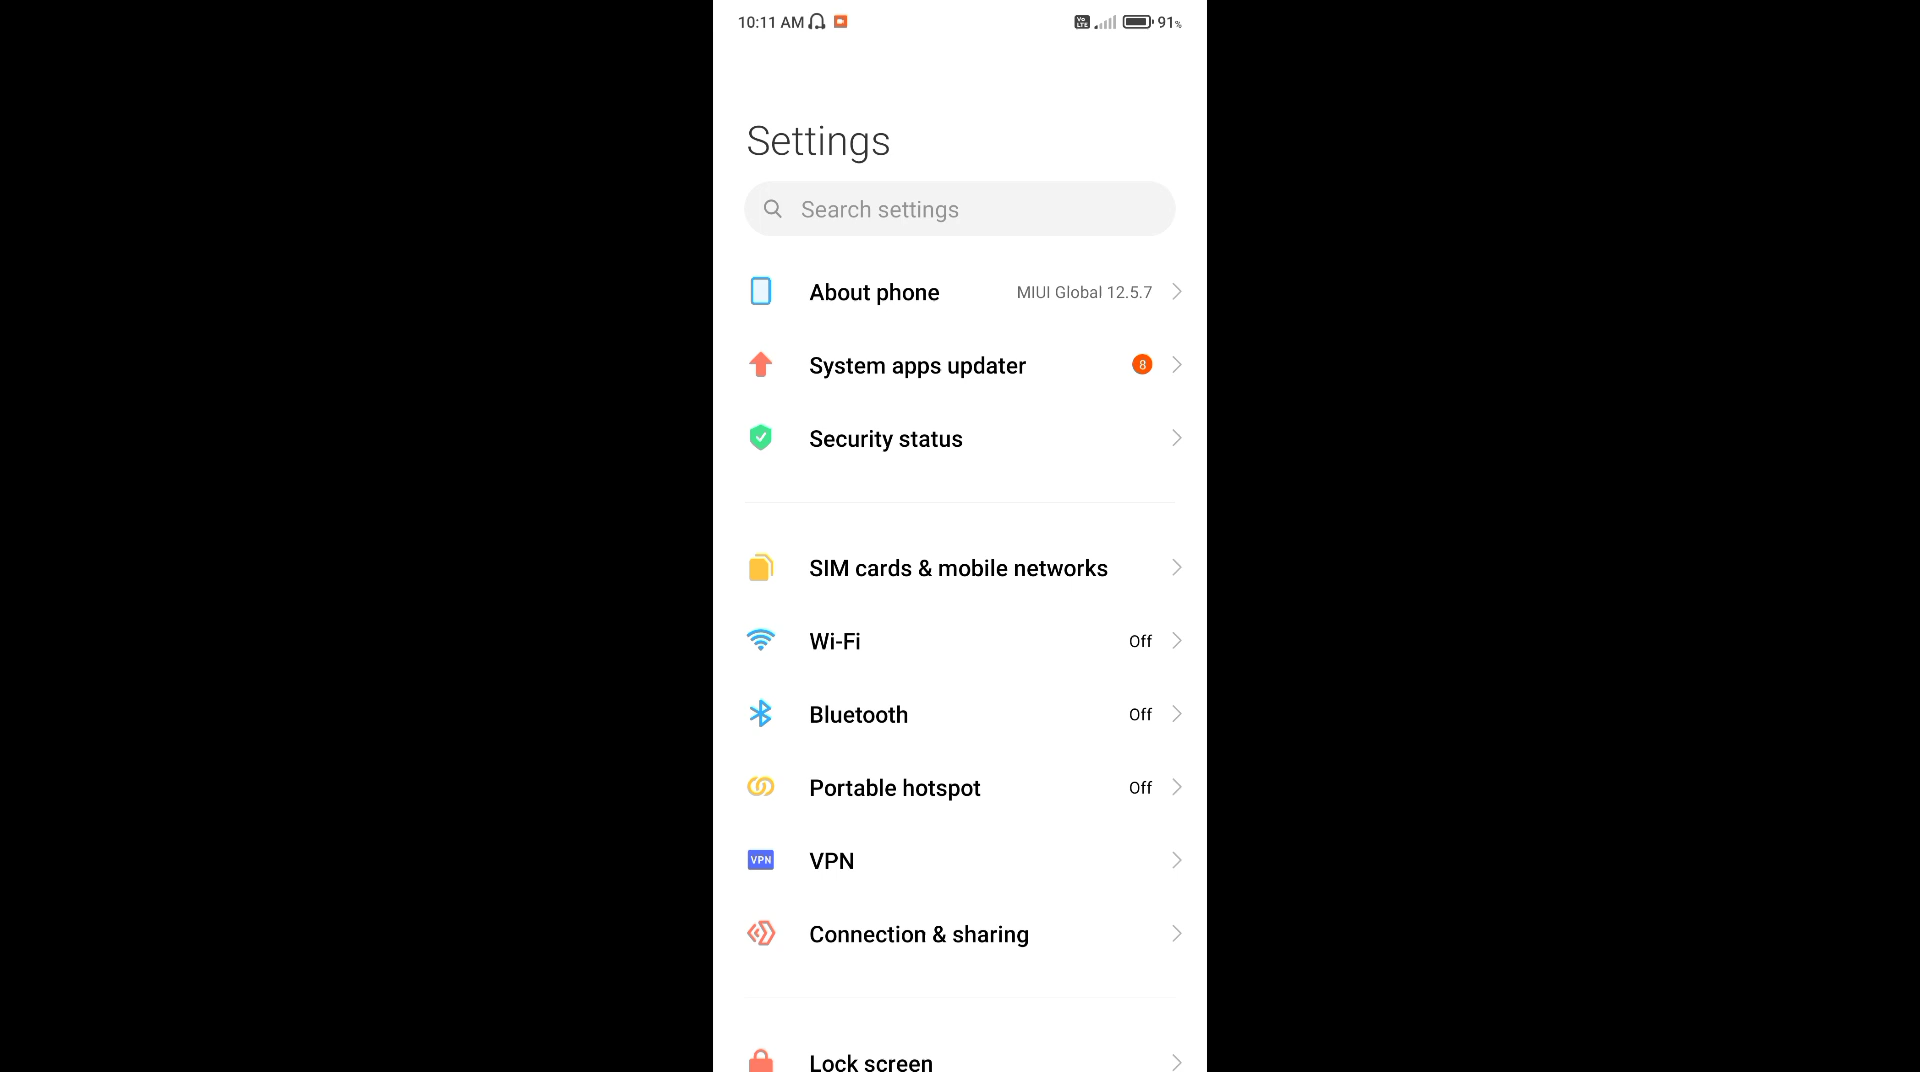 10:11 AM Vo LTE 91%
Settings
Search settings
About phone MIUI Global 12.5.7
System apps updater 8
Security status
SIM cards & mobile networks
Wi-Fi Off
Bluetooth Off
Portable hotspot Off
VPN VPN
Connection & sharing
Lock screen